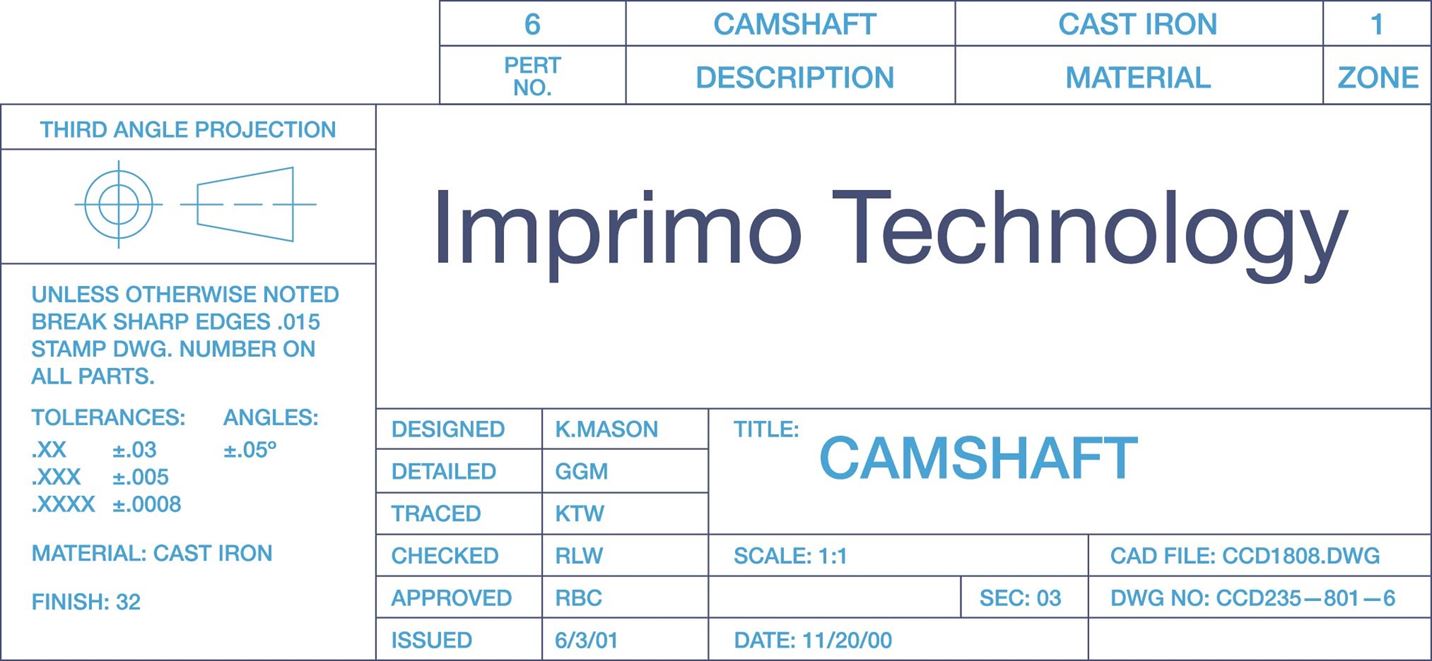 6 CAMSHAFT CAST IRON 1
PERT
NO. DESCRIPTION MATERIAL ZONE
THIRD ANGLE PROJECTION
Imprimo Technology
UNLESS OTHERWISE NOTED
BREAK SHARP EDGES .015
STAMP DWG. NUMBER ON
ALL PARTS.
TOLERANCES: ANGLES:
.XX ±.03 ±.05º
.XXX ±.005
.XXXX ±.0008
MATERIAL: CAST IRON
FINISH: 32
DESIGNED K.MASON
DETAILED GGM
TRACED KTW
CHECKED RLW
APPROVED RBC
ISSUED 6/3/01
TITLE: CAMSHAFT
SCALE: 1:1 CAD FILE: CCD1808.DWG
SEC: 03 DWG NO: CCD235—801—6
DATE: 11/20/00